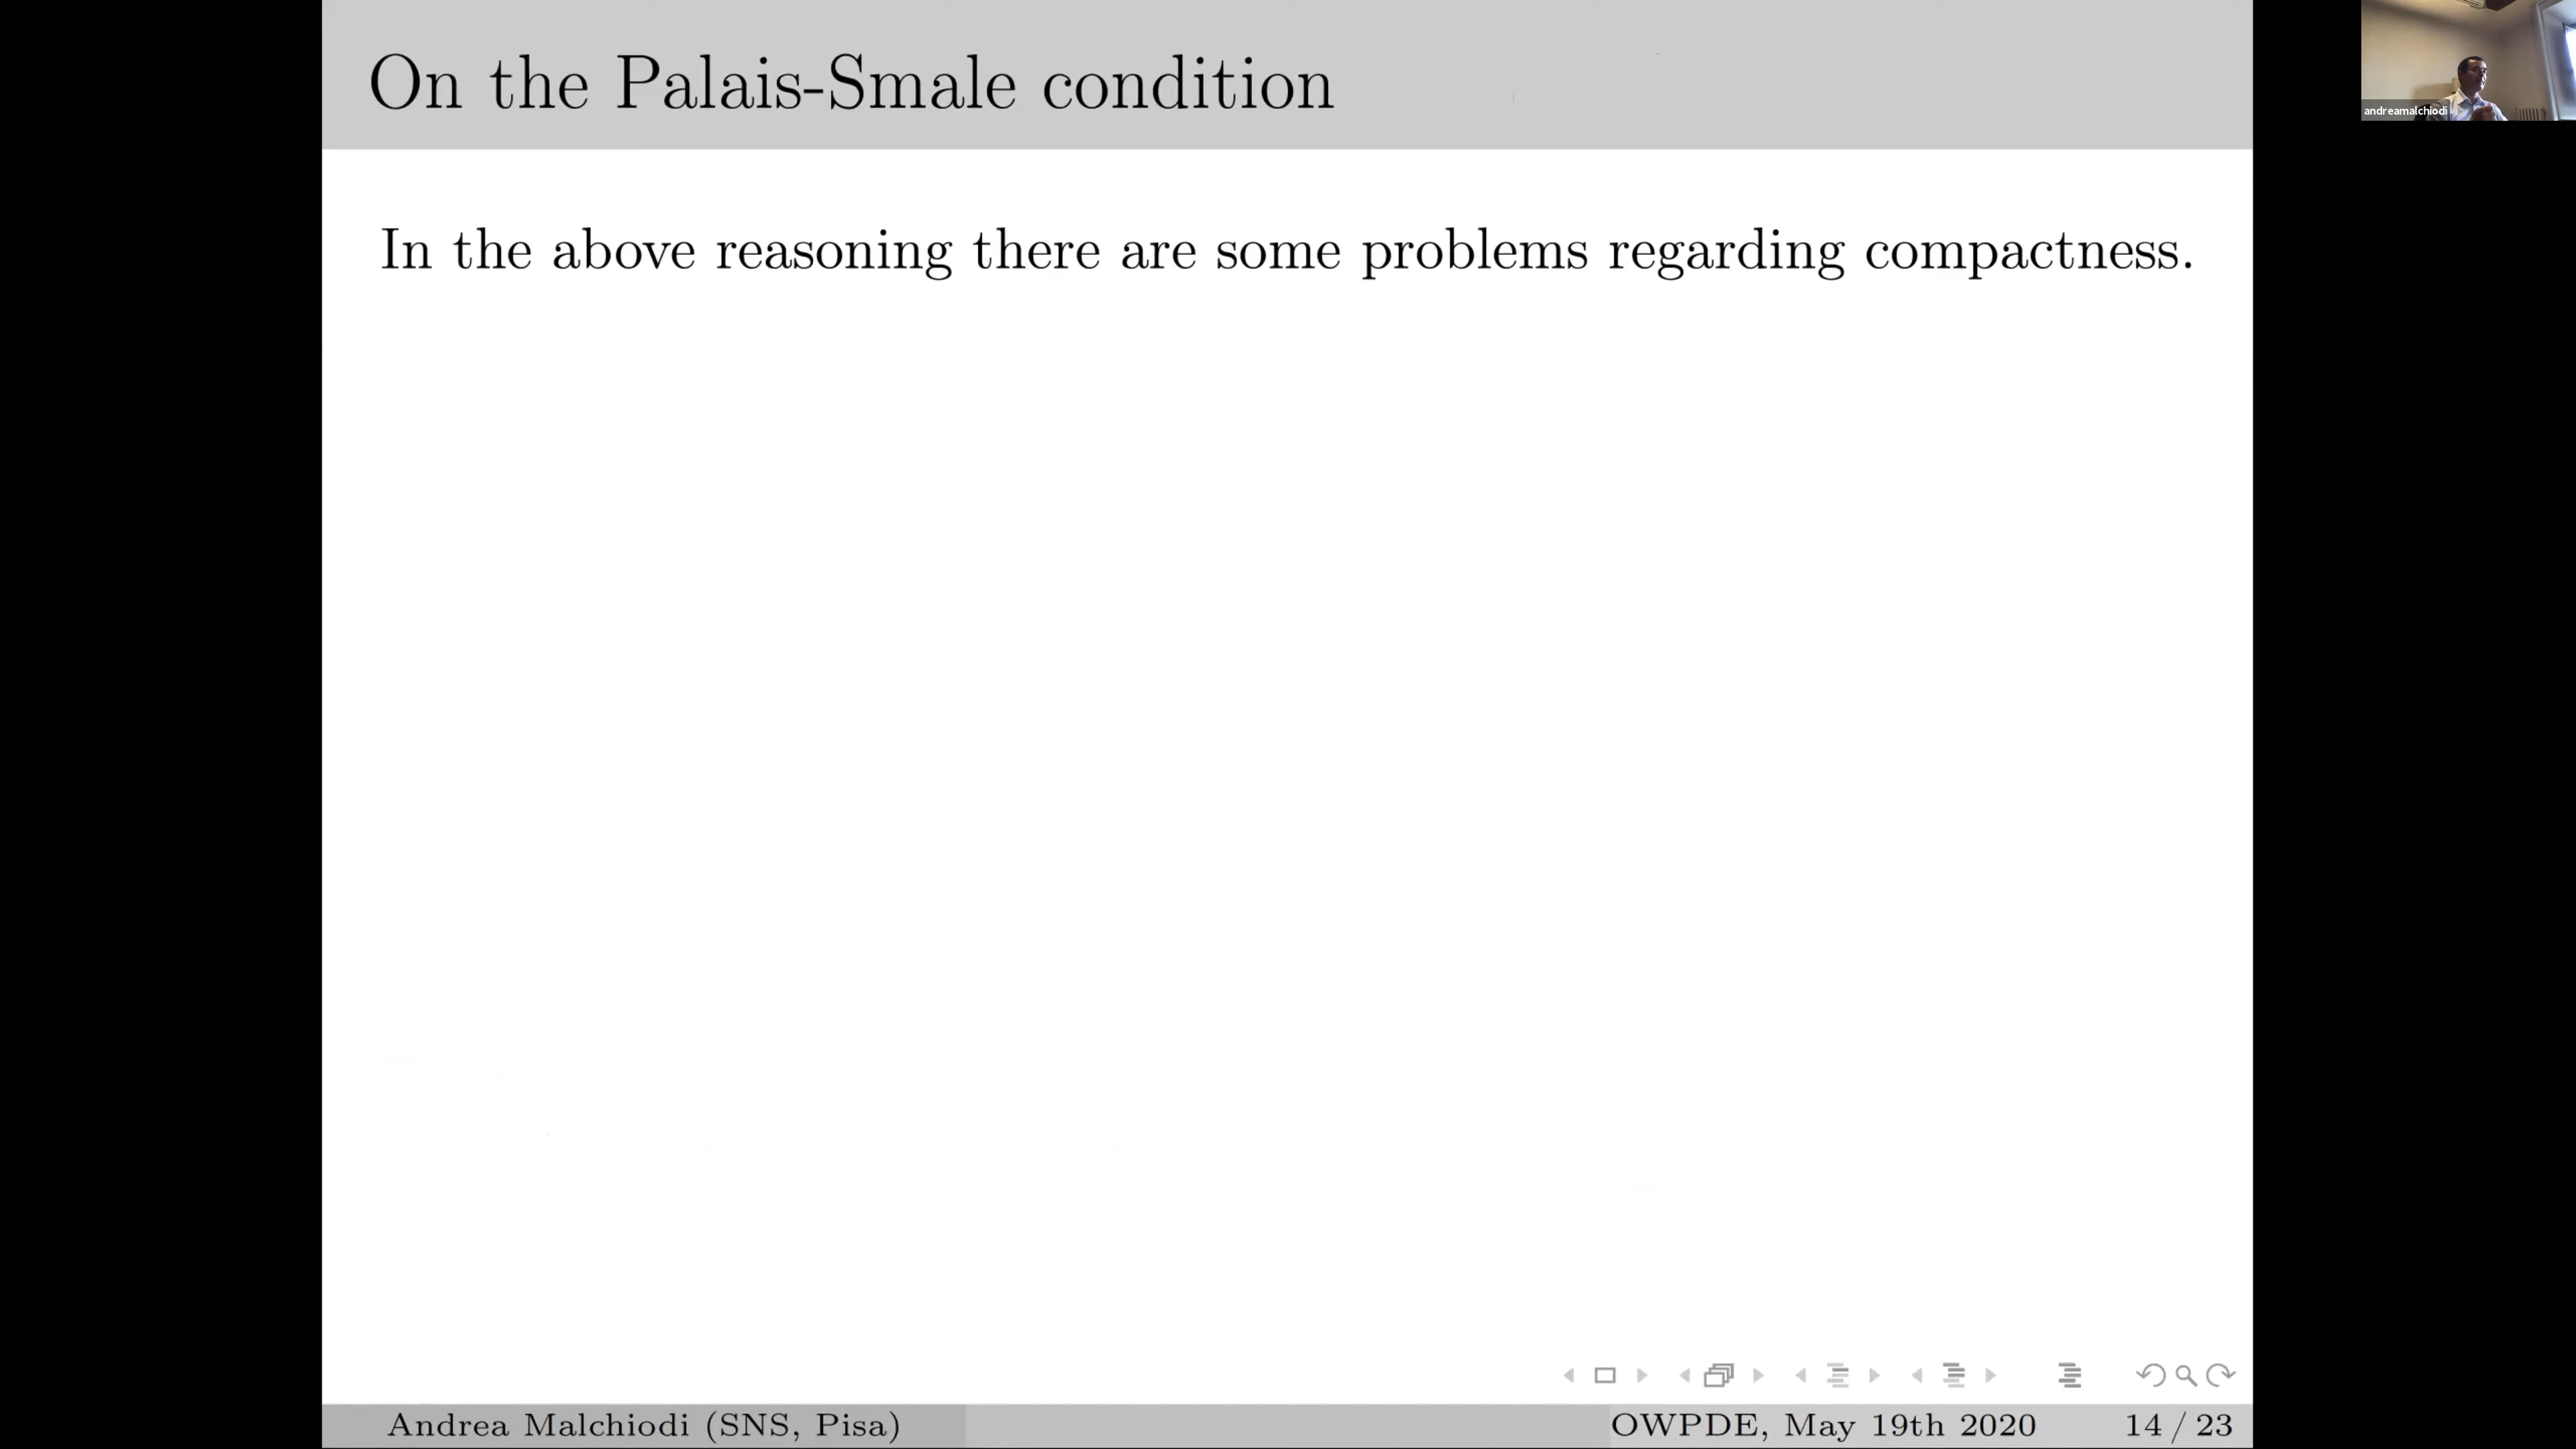 On the Palais-Smale condition
andreamalchiodi
In the above reasoning there are some problems regarding compactness.
Andrea Malchiodi (SNS, Pisa)
OWPDE, May 19th 2020
14 / 23